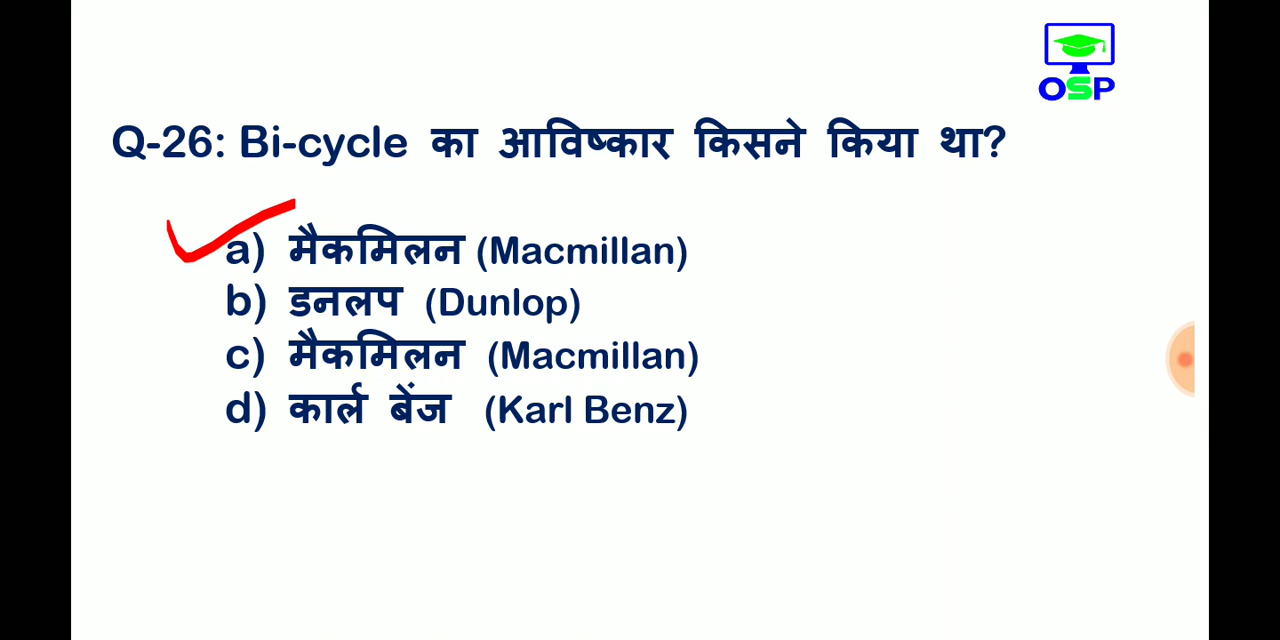 OSP
Q-26: Bi-cycle का आविष्कार किसने किया था?
a) मैकमिलन (Macmillan)
b) डनलप (Dunlop)
c) मैकमिलन (Macmillan)
d) कार्ल बेंज (Karl Benz)